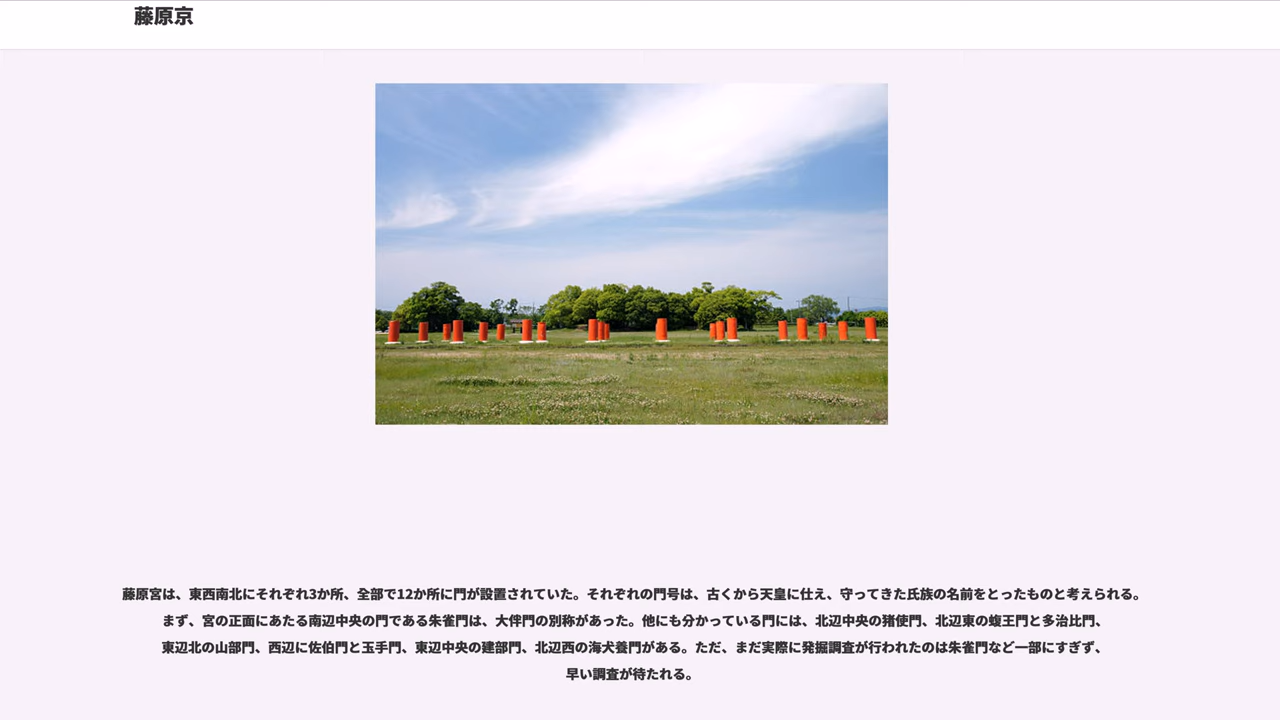 藤原京
藤原宮は、東西南北にそれぞれ3か所、全部で12か所に門が設置されていた。それぞれの門号は、古くから天皇に仕え、守ってきた氏族の名前をとったものと考えられる。
まず、宮の正面にあたる南辺中央の門である朱雀門は、大伴門の別称があった。他にも分かっている門には、北辺中央の猪使門、北辺東の蝮王門と多治比門、
東辺北の山部門、西辺に佐伯門と玉手門、東辺中央の建部門、北辺西の海犬養門がある。ただ、まだ実際に発掘調査が行われたのは朱雀門など一部にすぎず、
早い調査が待たれる。